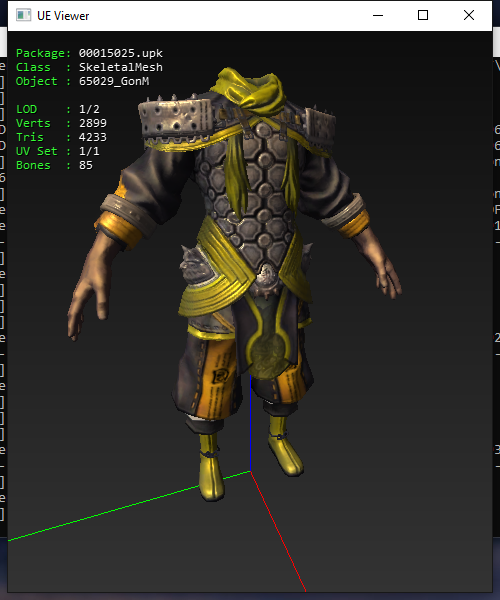 UE Viewer
Package: 00015025.upk
Class : SkeletalMesh
Object : 65029_GonM
LOD : 1/2
Verts : 2899
Tris : 4233
UV Set : 1/1
Bones : 85